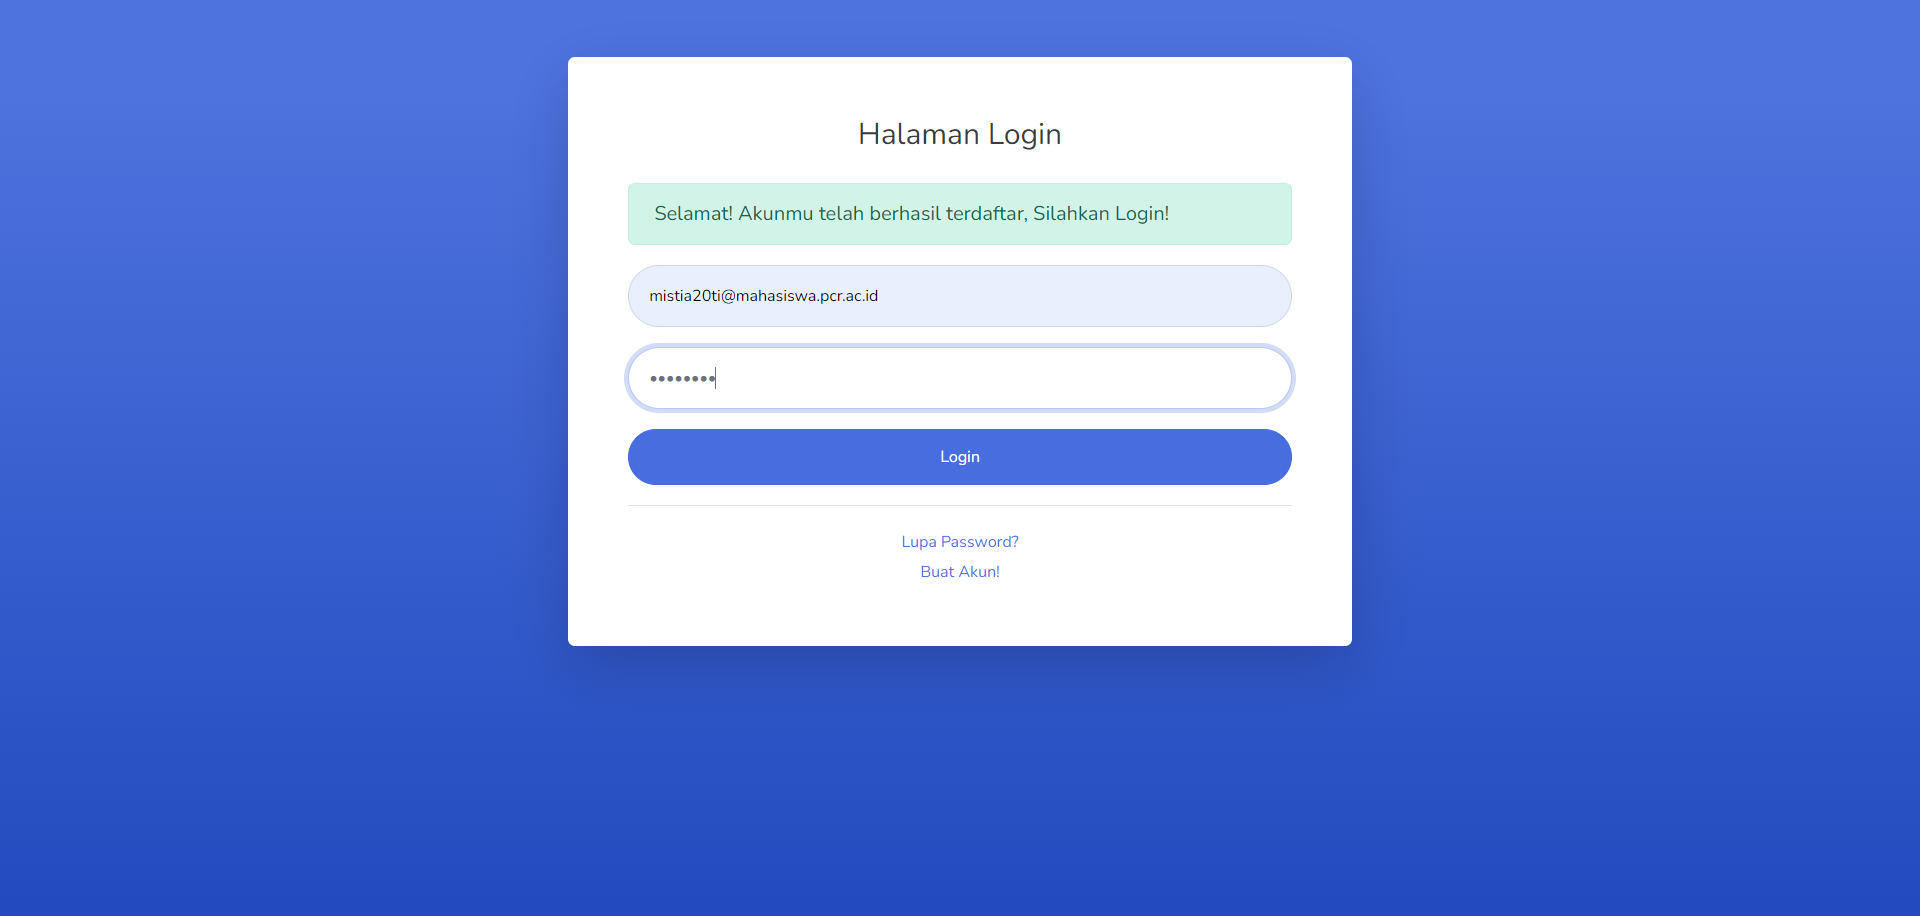 Halaman Login
Selamat! Akunmu telah berhasil terdaftar, Silahkan Login!
mistia20ti@mahasiswa.pcr.ac.id
••••••••
Login
Lupa Password?
Buat Akun!